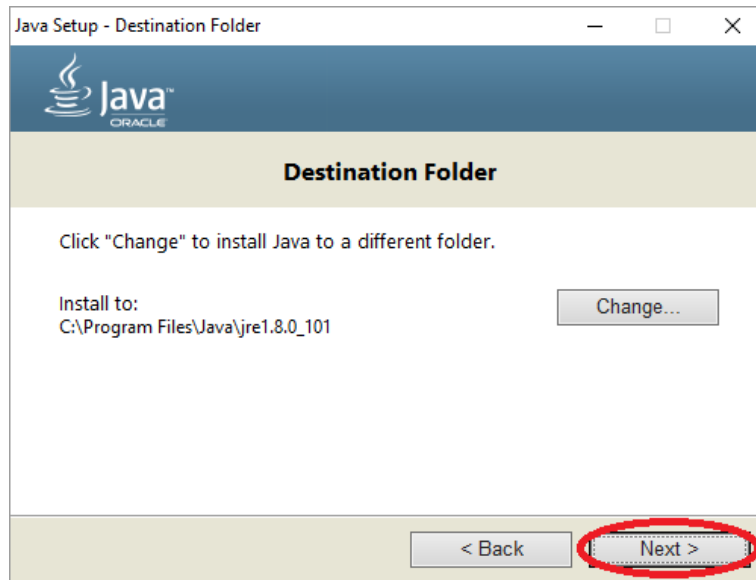 Java Setup - Destination Folder
Java™
ORACLE
Destination Folder
Click "Change" to install Java to a different folder.
Install to:
C:\Program Files\Java\jre1.8.0_101
Change...
< Back
Next >